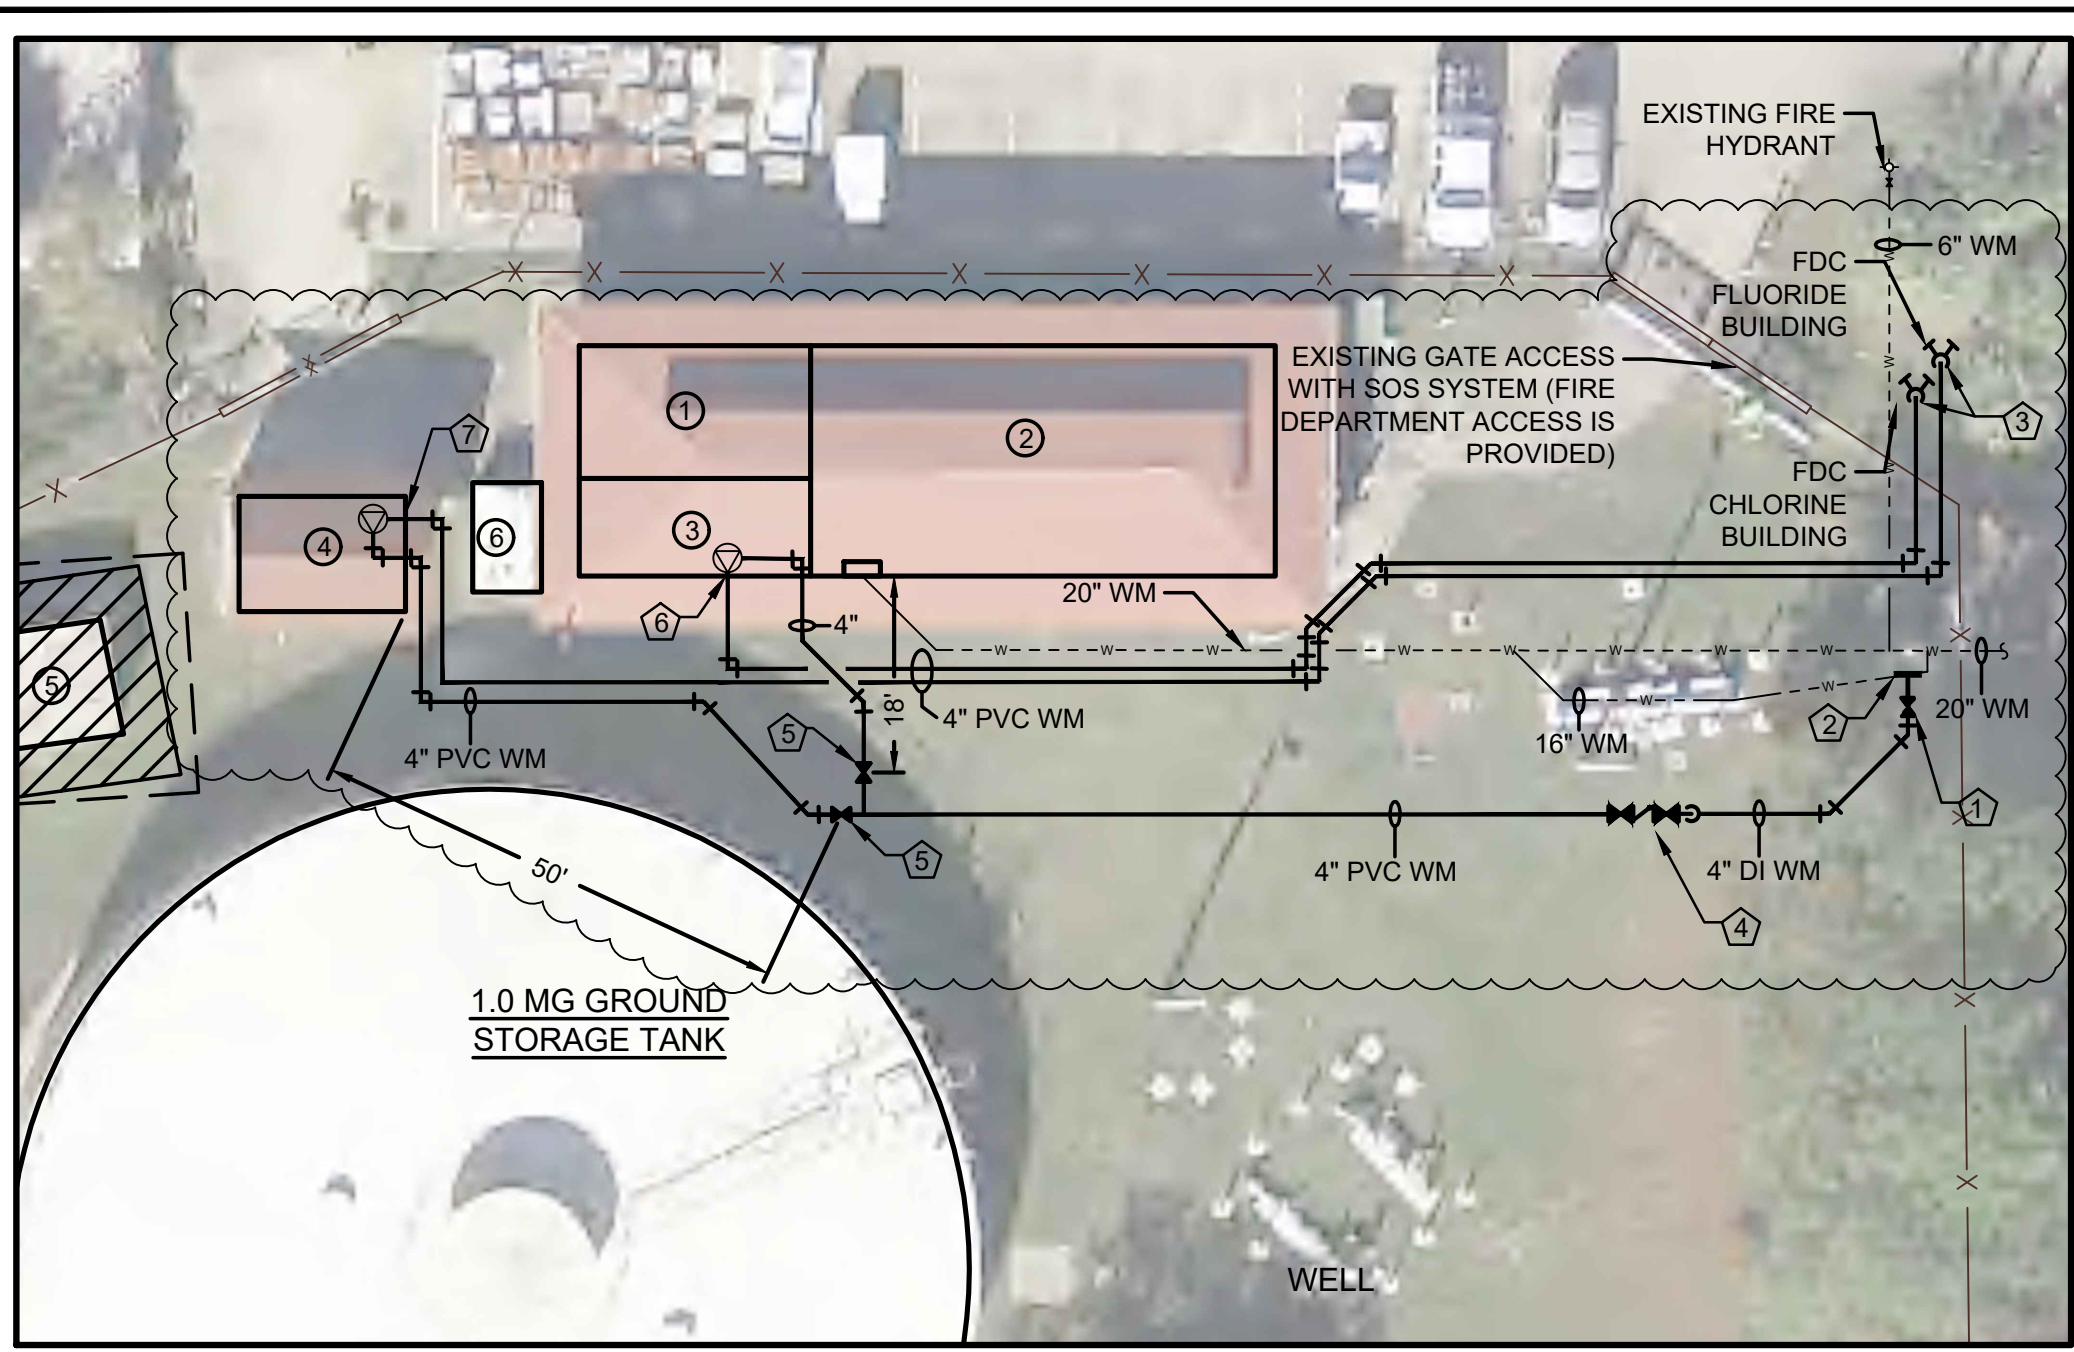 EXISTING FIRE
HYDRANT
6" WM
FDC
FLUORIDE
BUILDING
EXISTING GATE ACCESS
WITH SOS SYSTEM (FIRE
DEPARTMENT ACCESS IS
PROVIDED)
1
2
3
7
FDC
CHLORINE
BUILDING
3
4
6
20" WM
6
4"
5
W W W W W W W W W
W
W
W
W
18'
4" PVC WM
5
4" PVC WM
16" WM
2
20" WM
1
50'
5
4" PVC WM
4" DI WM
4
1.0 MG GROUND
STORAGE TANK
WELL